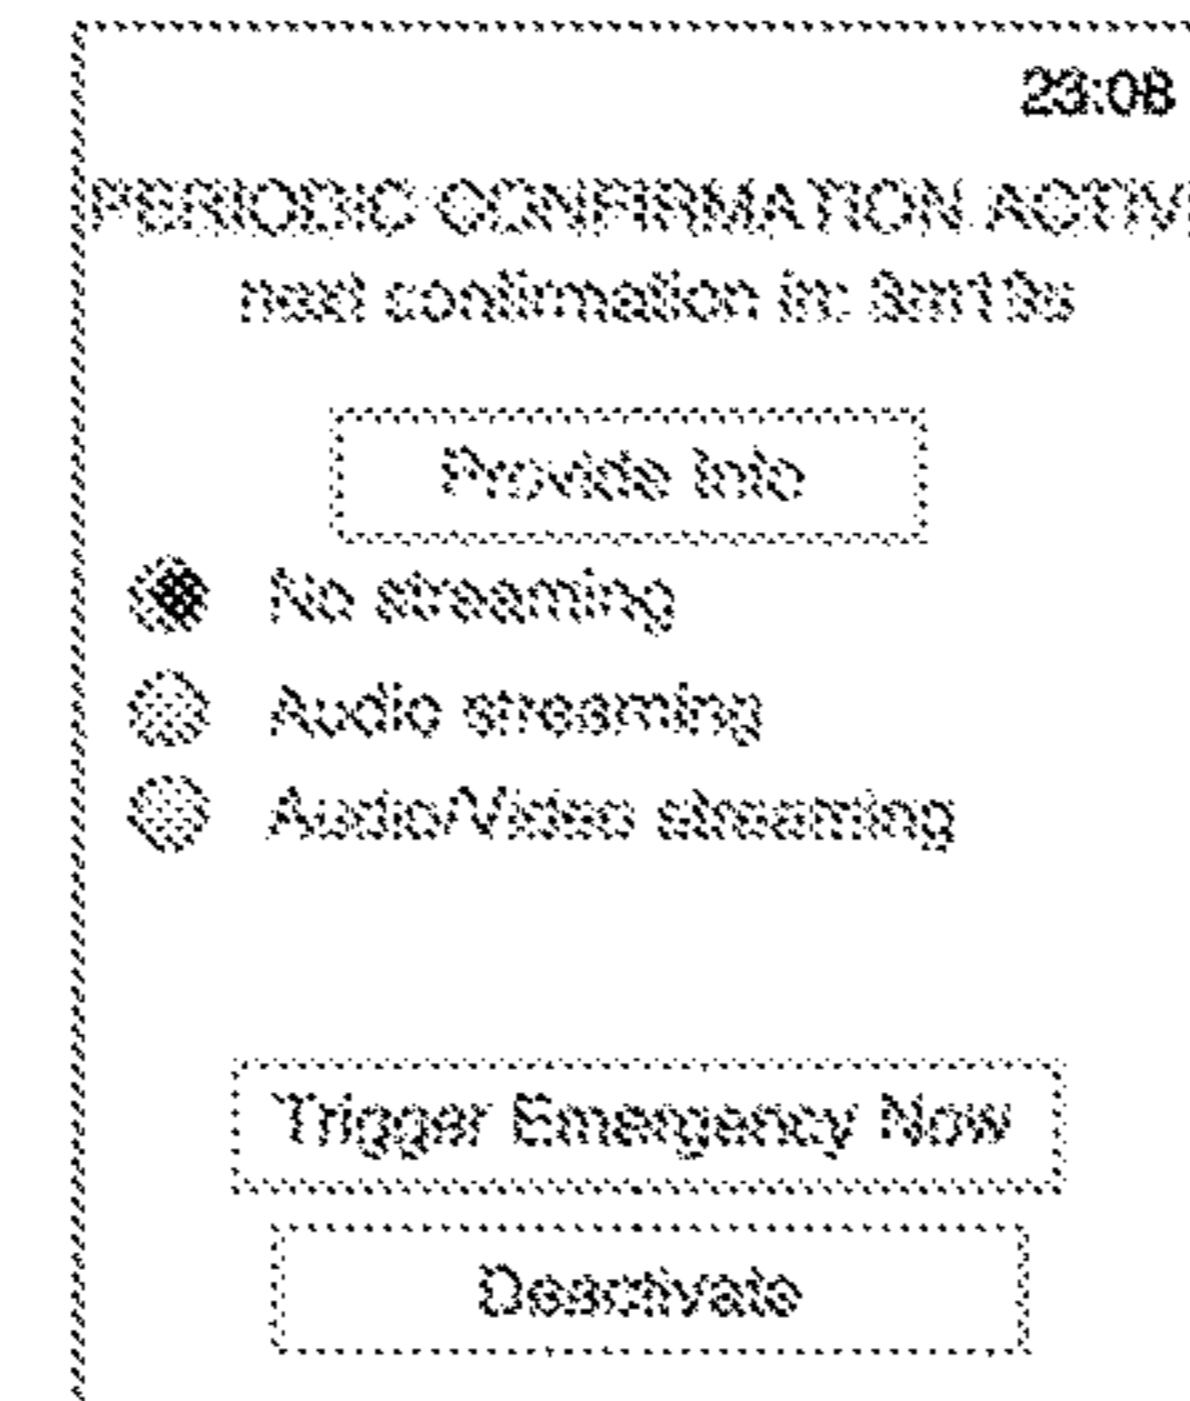 23:08
PERIODIC CONFIRMATION ACTIV
next confirmation in:
Provide Info
No streaming
Audio streaming
Audio/Video streaming
Trigger Emergency Now
Deactivate